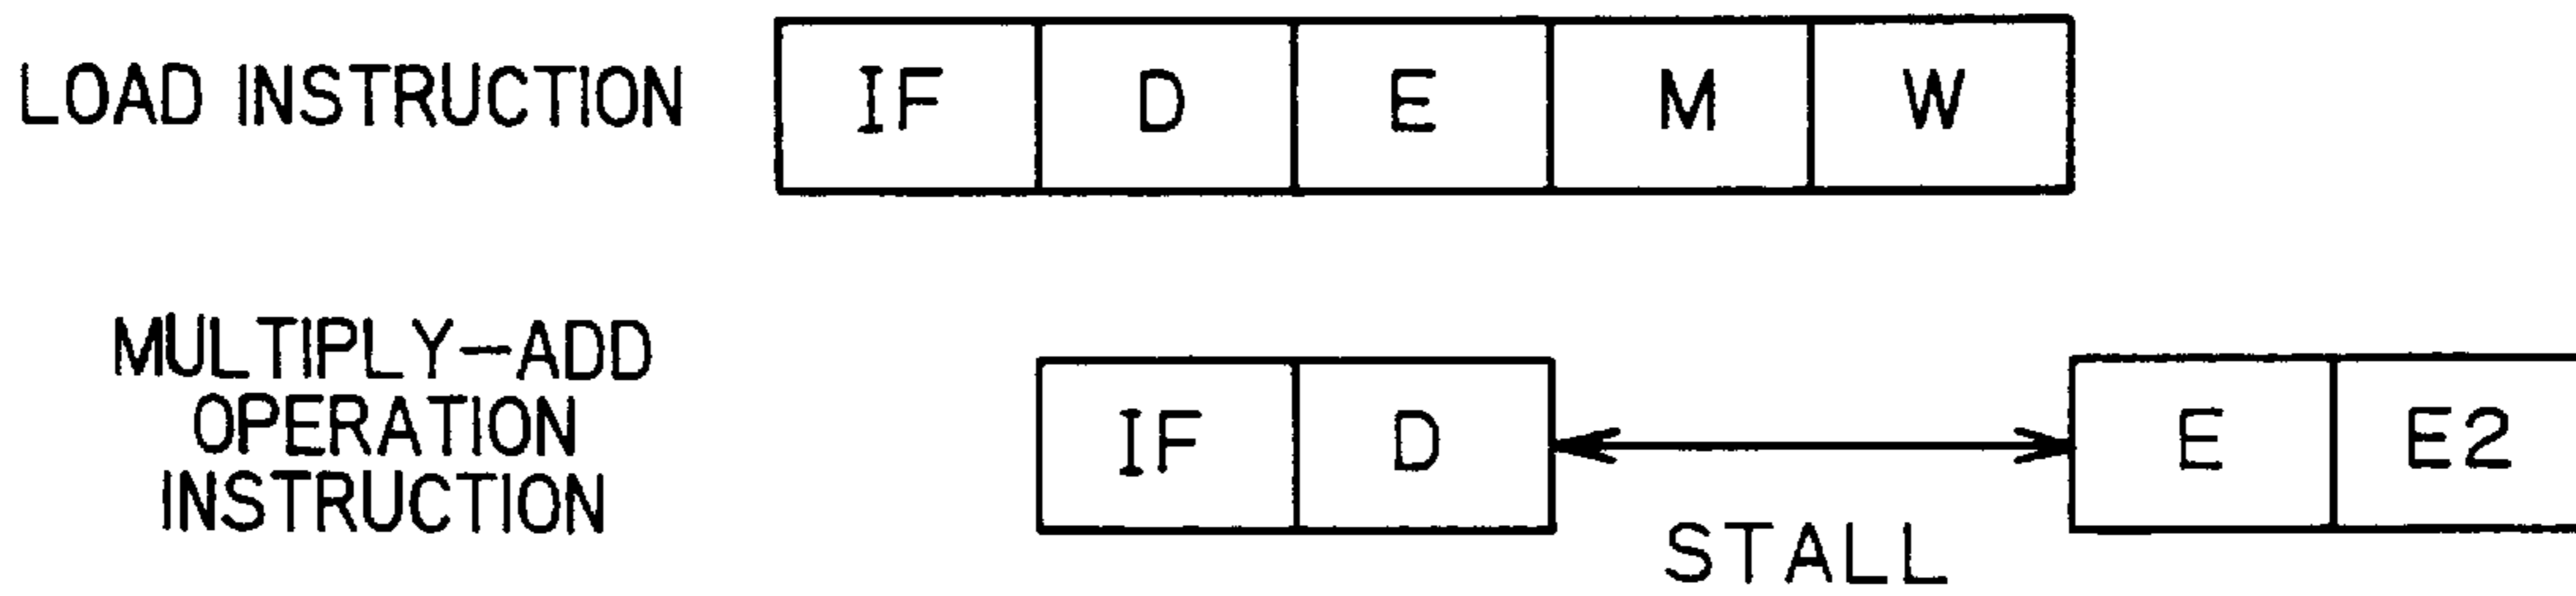 LOAD INSTRUCTION IF D E M W
MULTIPLY-ADD
OPERATION
INSTRUCTION
IF D E E2
STALL